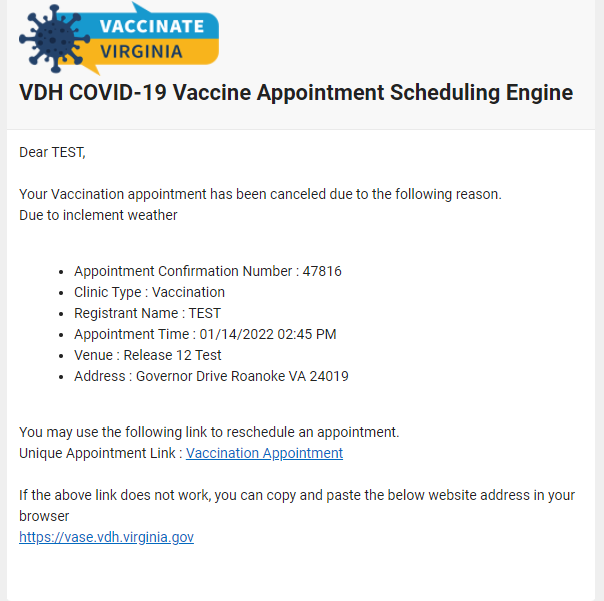 VACCINATE
VIRGINIA
VDH COVID-19 Vaccine Appointment Scheduling Engine
Dear TEST,
Your Vaccination appointment has been canceled due to the following reason.
Due to inclement weather
• Appointment Confirmation Number : 47816
• Clinic Type : Vaccination
• Registrant Name : TEST
• Appointment Time : 01/14/2022 02:45 PM
• Venue : Release 12 Test
• Address : Governor Drive Roanoke VA 24019
You may use the following link to reschedule an appointment.
Unique Appointment Link : Vaccination Appointment
If the above link does not work, you can copy and paste the below website address in your
browser
https://vase.vdh.virginia.gov